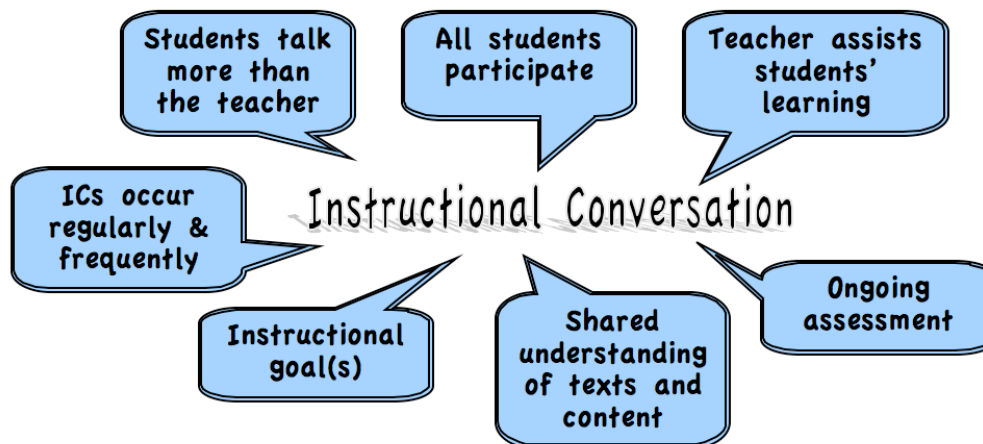 Students talk
more than
the teacher
All students
participate
Teacher assists
students’
learning
ICs occur
regularly &
frequently
Instructional Conversation
Instructional
goal(s)
Shared
understanding
of texts and
content
Ongoing
assessment